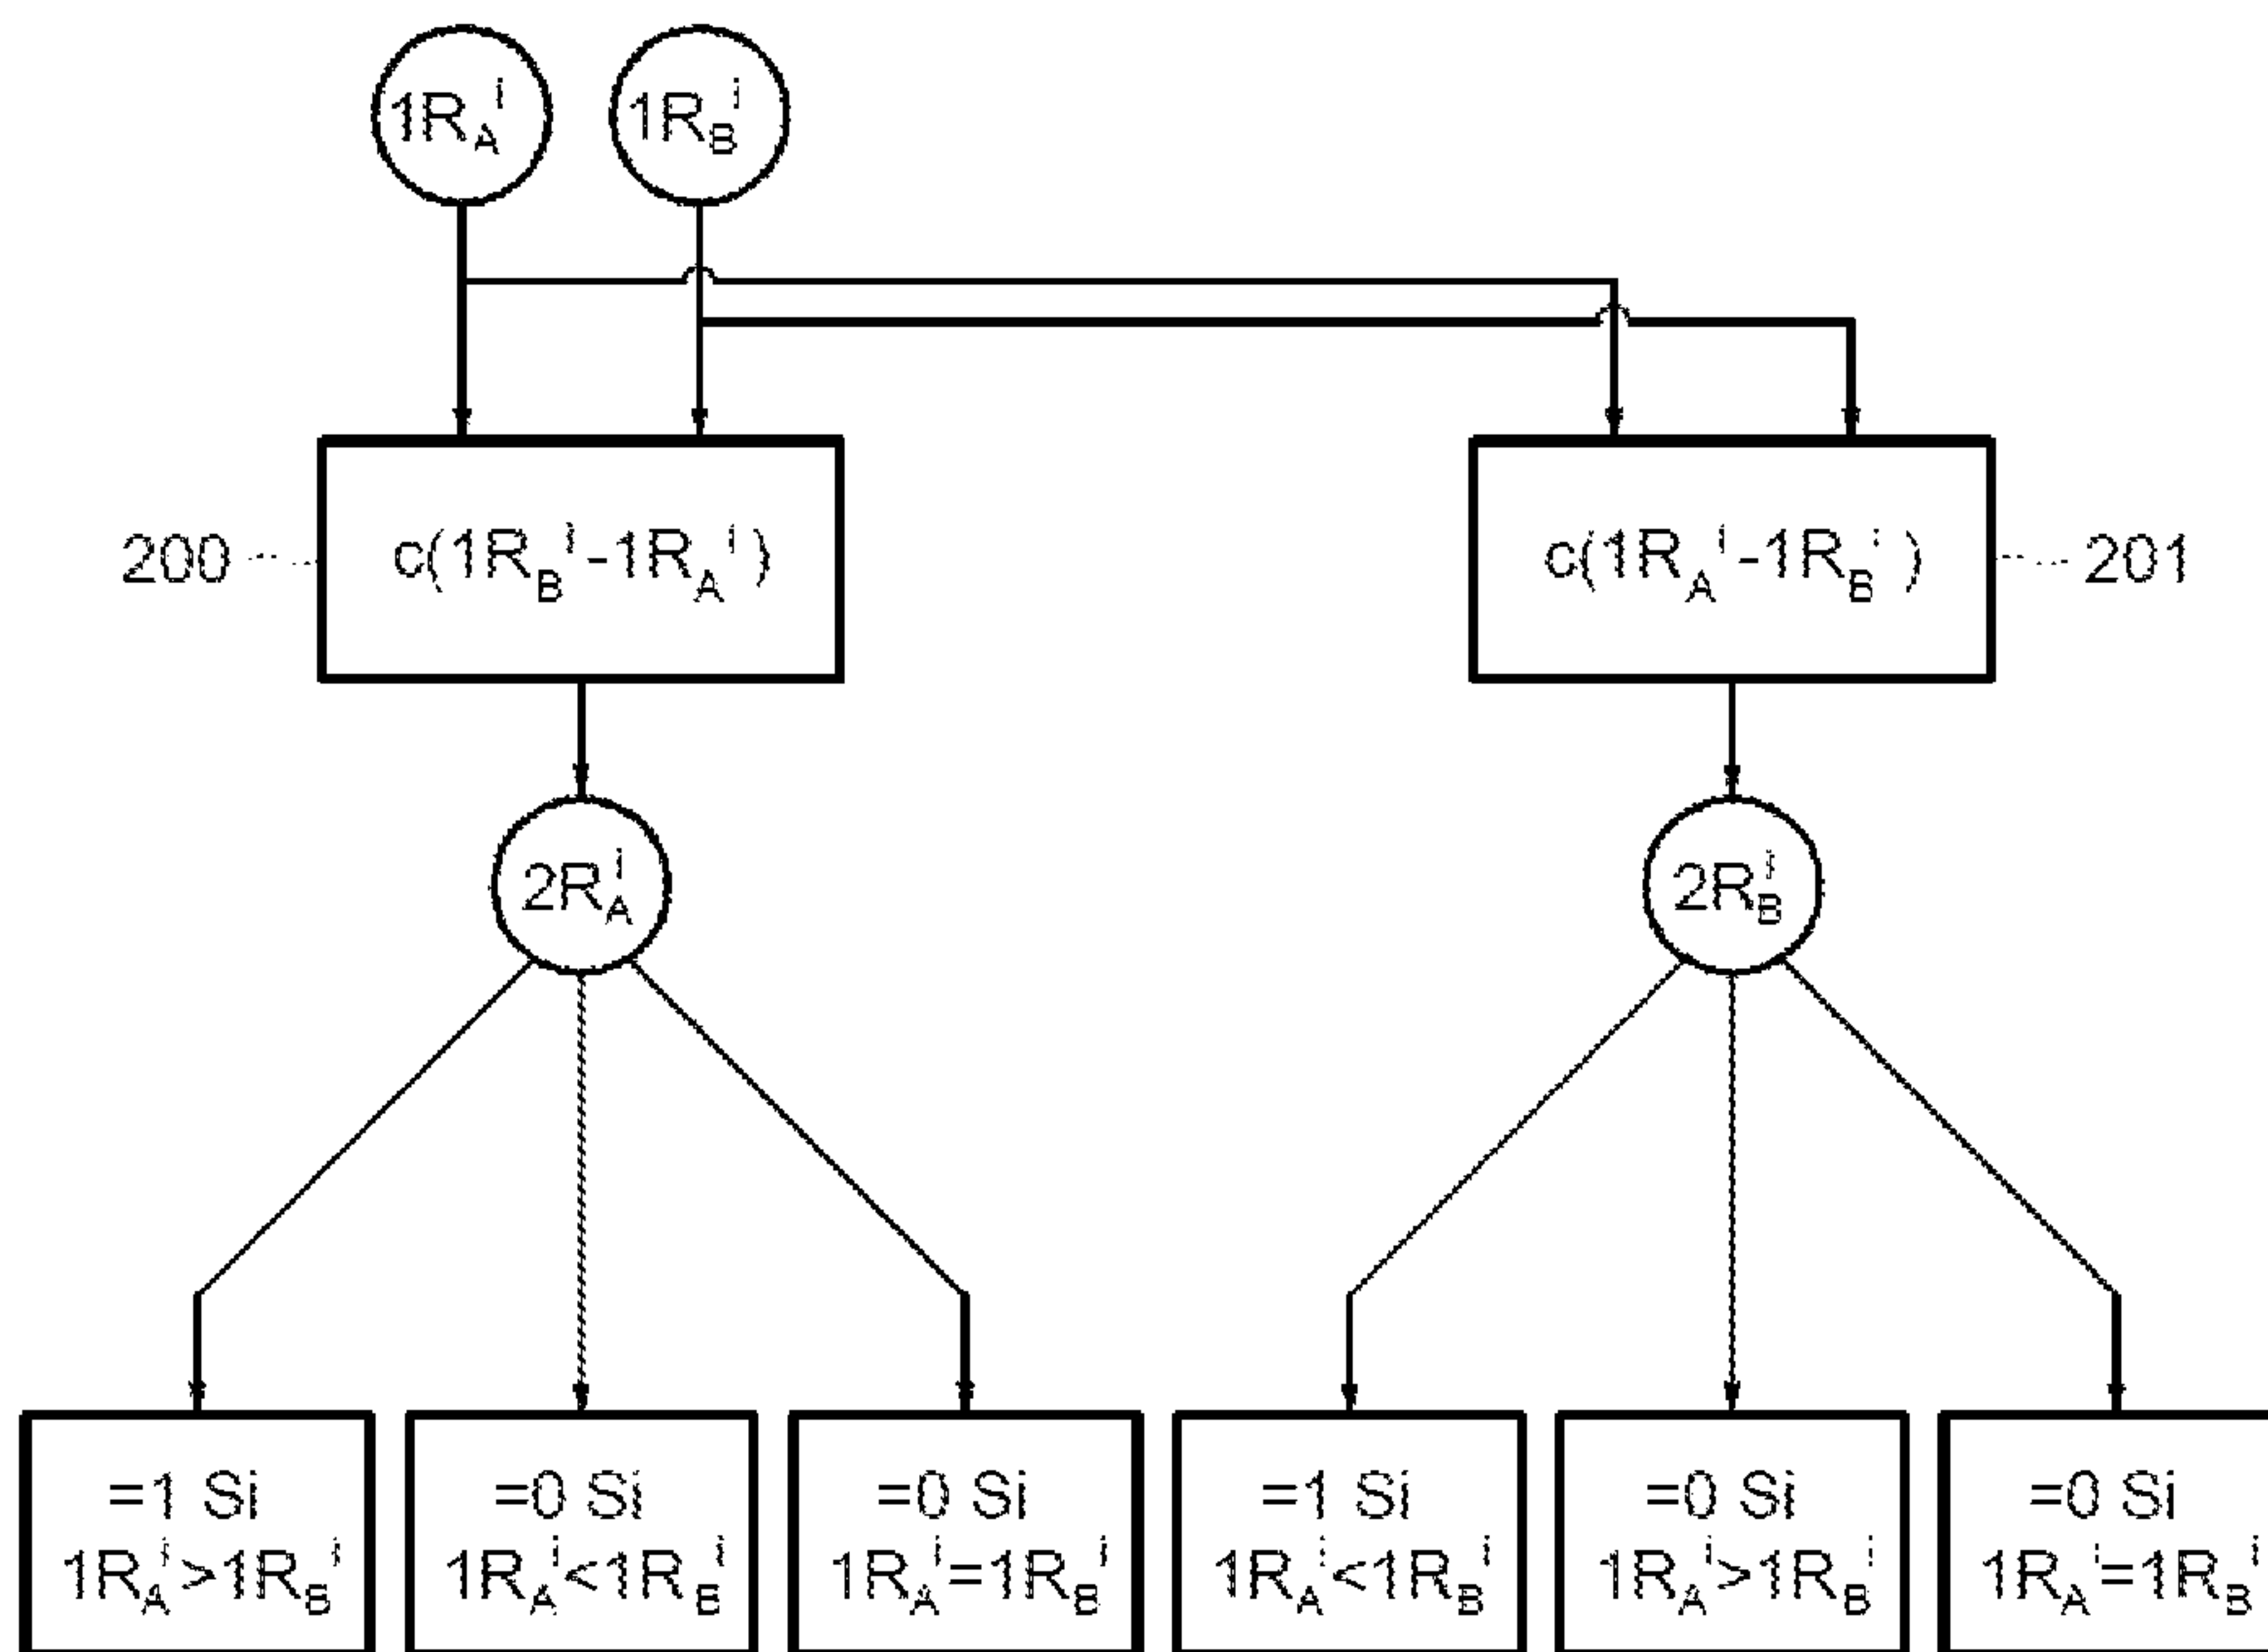 1R_A^i 1R_B^i
200 c(1R_B^i-1R_A^i) c(1R_A^i-1R_B^i) 201
2R_A^i 2R_B^i
=1 Si
1R_A^i>1R_B^i
=0 Si
1R_A^i<1R_B^i
=0 Si
1R_A^i=1R_B^i
=1 Si
1R_A^i<1R_B^i
=0 Si
1R_A^i>1R_B^i
=0 Si
1R_A^i=1R_B^i